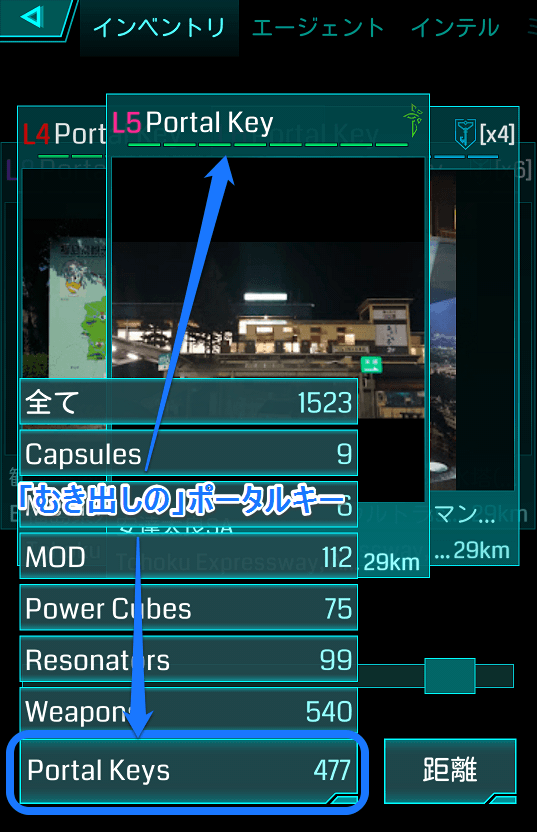 インベントリ エージェント インテル
L4 Port
L5 Portal Key
[x4]
全て 1523
Capsules 9
「むき出しの」ポータルキー
6
MOD 112
Tohoku Expressway
29km
マン...
...29km
Power Cubes 75
Resonators 99
Weapons 540
Portal Keys 477
距離